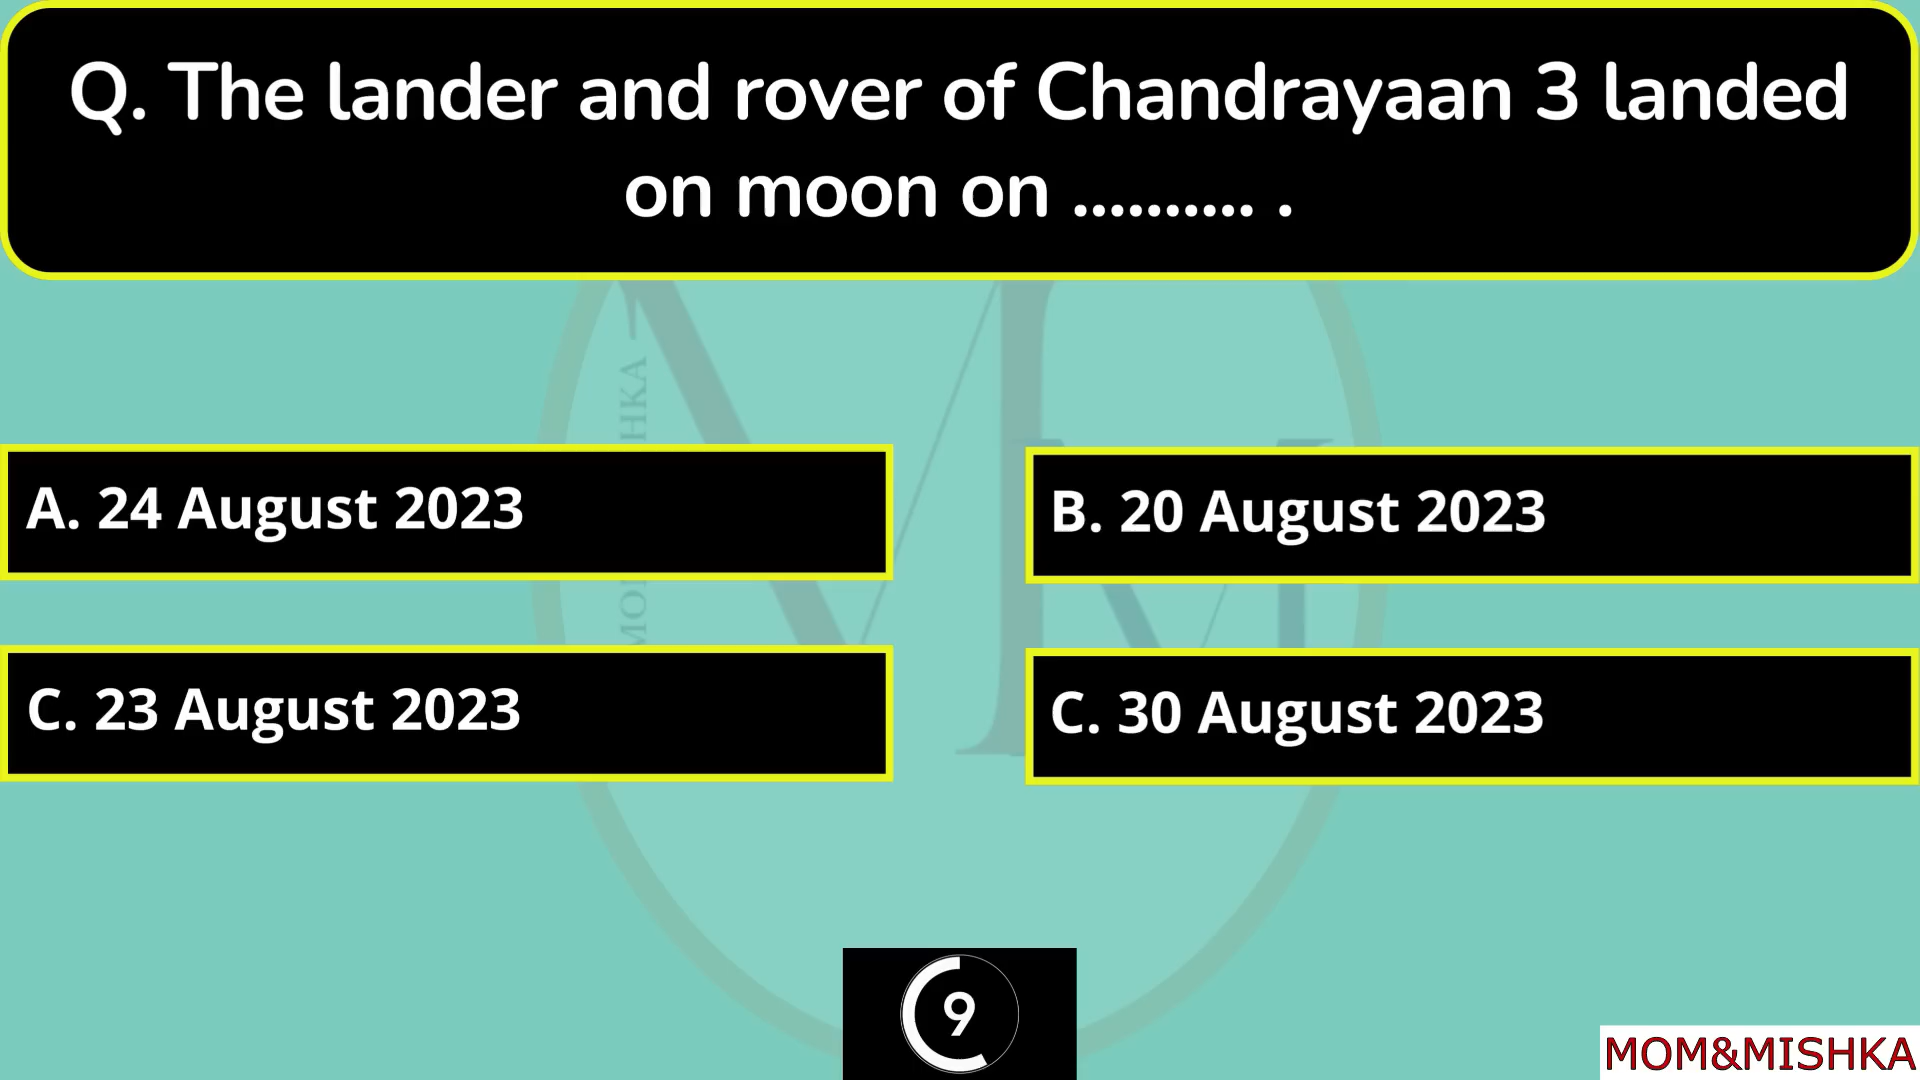 Q. The lander and rover of Chandrayaan 3 landed
on moon on .......... .
A. 24 August 2023
B. 20 August 2023
C. 23 August 2023
C. 30 August 2023
9
MOM&MISHKA